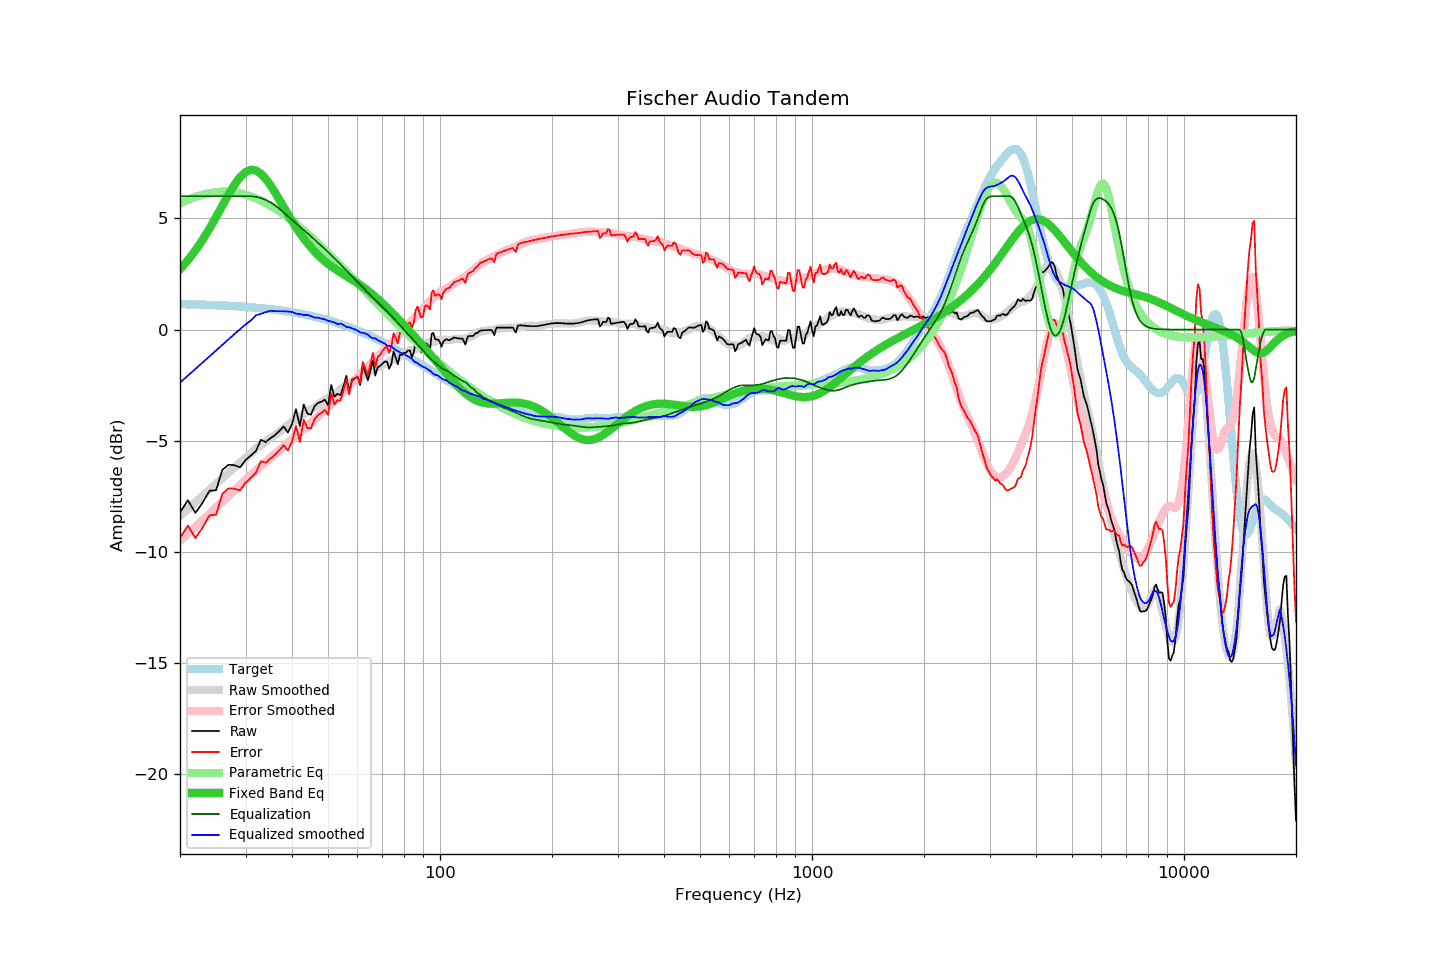 Fischer Audio Tandem
Amplitude (dBr)
5
0
−5
−10
−15
−20
Target
Raw Smoothed
Error Smoothed
Raw
Error
Parametric Eq
Fixed Band Eq
Equalization
Equalized smoothed
100
1000
10000
Frequency (Hz)